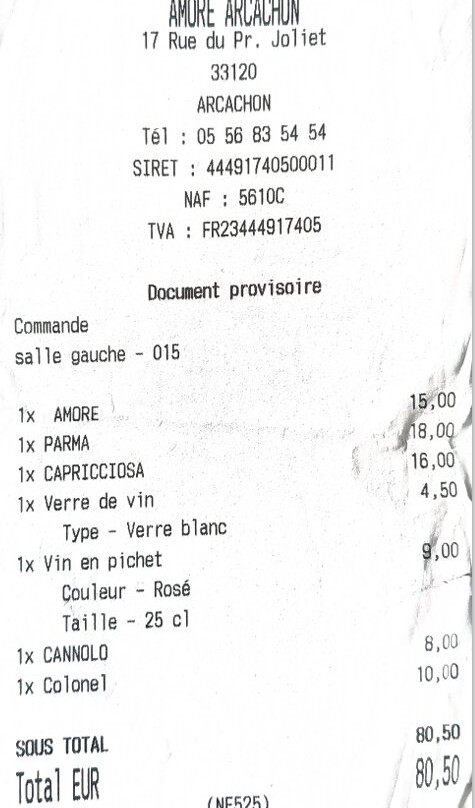 AMORE ARCACHON
17 Rue du Pr. Joliet
33120
ARCACHON
Tél : 05 56 83 54 54
SIRET : 44491740500011
NAF : 5610C
TVA : FR23444917405
Document provisoire
Commande
salle gauche - 015
1x AMORE 15,00
1x PARMA 18,00
1x CAPRICCIOSA 16,00
1x Verre de vin 4,50
Type - Verre blanc
1x Vin en pichet 9,00
Couleur - Rosé
Taille - 25 cl
1x CANNOLO 8,00
1x Colonel 10,00
SOUS TOTAL 80,50
Total EUR 80,50
(NF525)